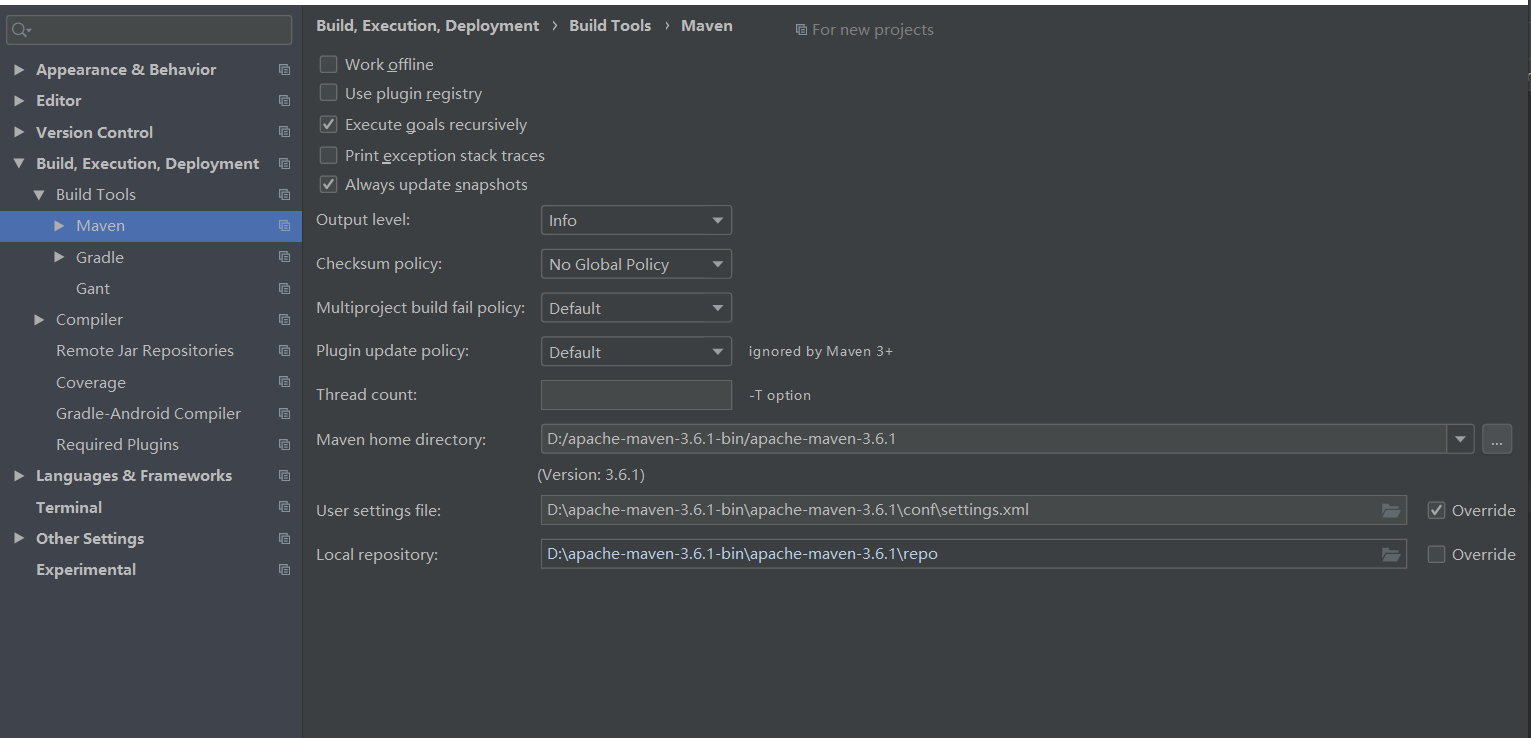 Build, Execution, Deployment › Build Tools › Maven For new projects
Appearance & Behavior
Editor
Version Control
Build, Execution, Deployment
Build Tools
Maven
Gradle
Gant
Compiler
Remote Jar Repositories
Coverage
Gradle-Android Compiler
Required Plugins
Languages & Frameworks
Terminal
Other Settings
Experimental
Work offline
Use plugin registry
Execute goals recursively
Print exception stack traces
Always update snapshots
Output level: Info
Checksum policy: No Global Policy
Multiproject build fail policy: Default
Plugin update policy: Default ignored by Maven 3+
Thread count: -T option
Maven home directory: D:/apache-maven-3.6.1-bin/apache-maven-3.6.1 ...
(Version: 3.6.1)
User settings file: D:\apache-maven-3.6.1-bin\apache-maven-3.6.1\conf\settings.xml Override
Local repository: D:\apache-maven-3.6.1-bin\apache-maven-3.6.1\repo Override